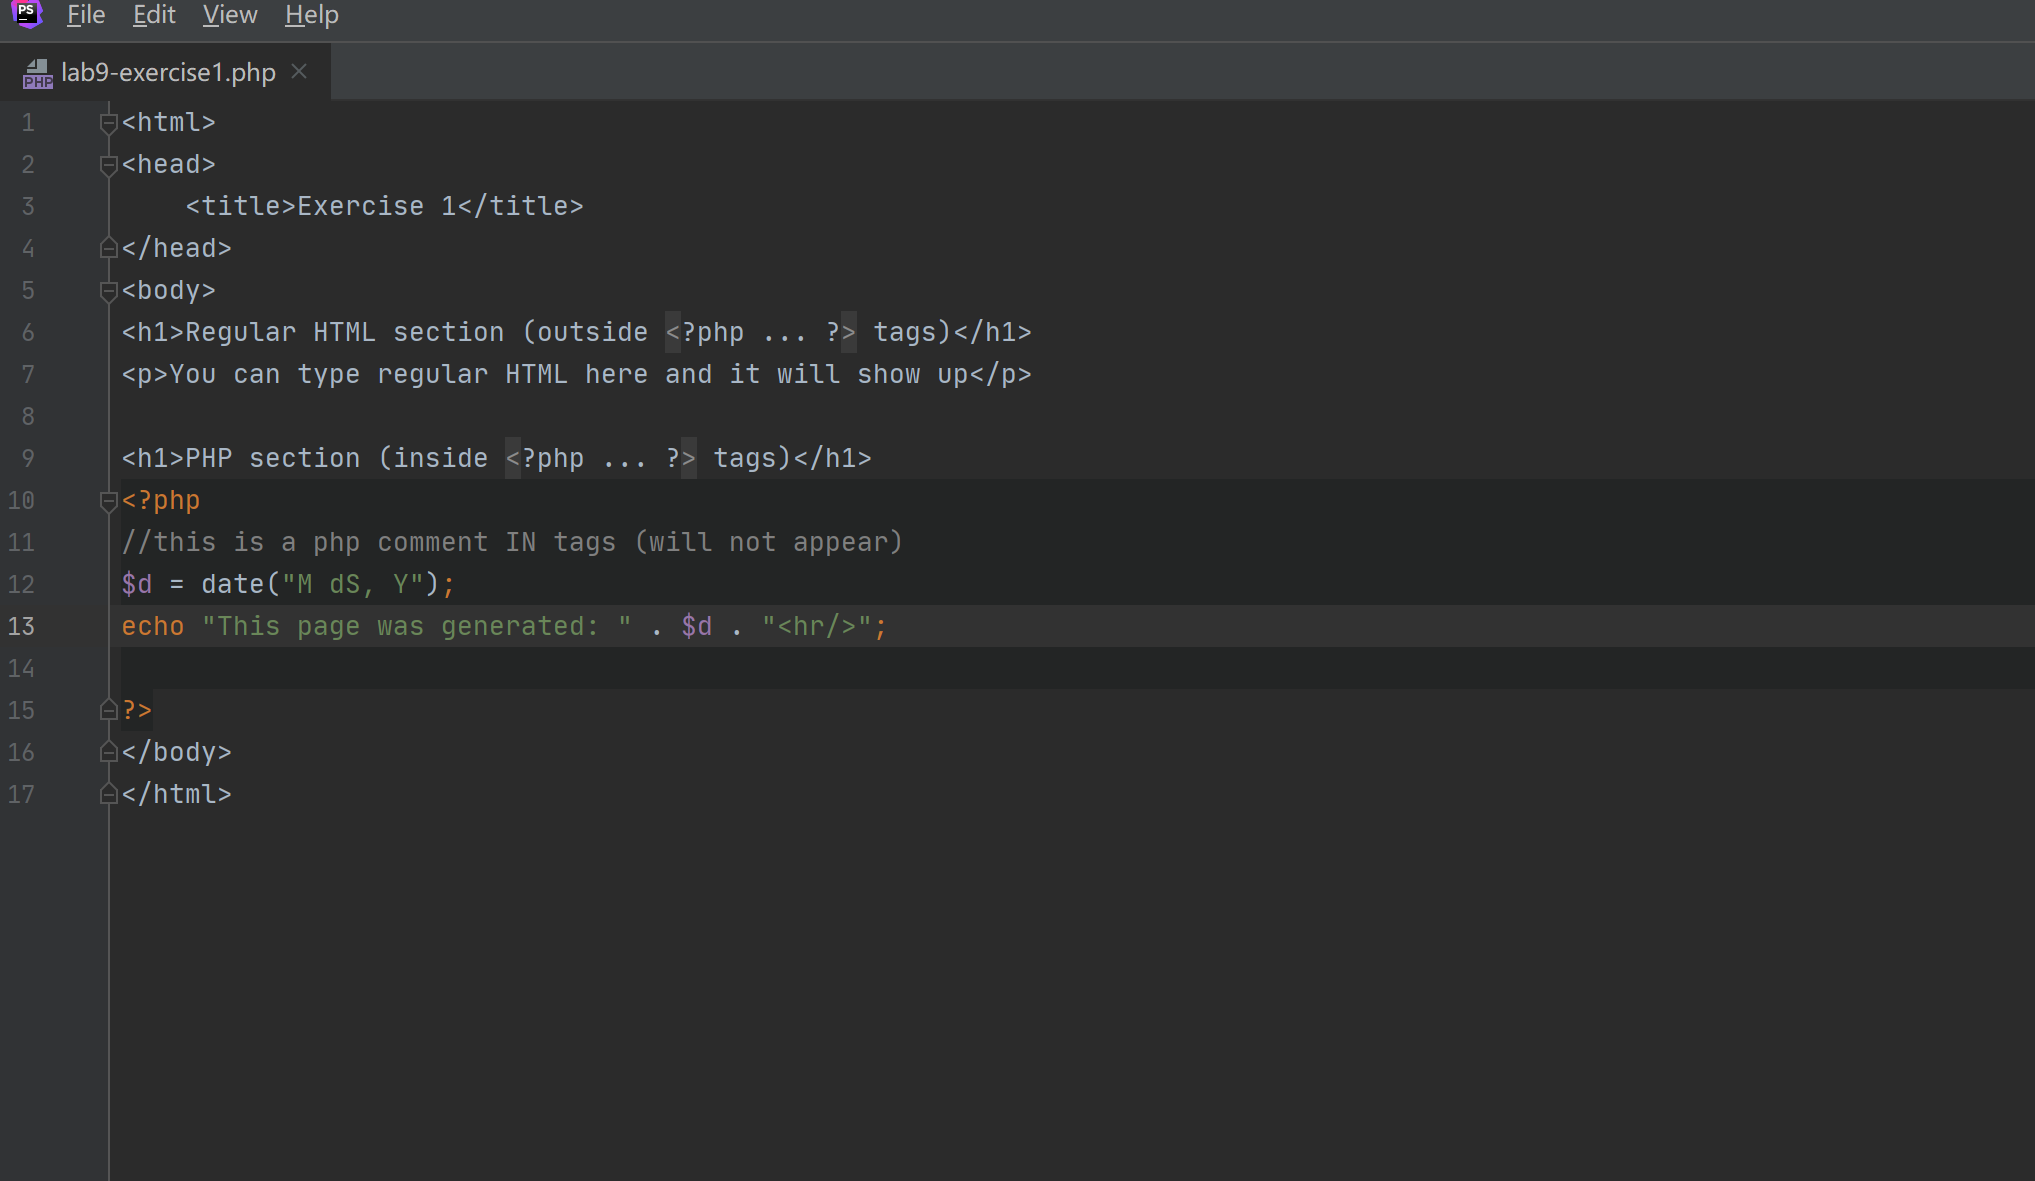 PS
File Edit View Help
PHP lab9-exercise1.php
1 <html>
2 <head>
3     <title>Exercise 1</title>
4 </head>
5 <body>
6 <h1>Regular HTML section (outside <?php ... ?> tags)</h1>
7 <p>You can type regular HTML here and it will show up</p>
8
9 <h1>PHP section (inside <?php ... ?> tags)</h1>
10 <?php
11 //this is a php comment IN tags (will not appear)
12 $d = date("M dS, Y");
13 echo "This page was generated: " . $d . "<hr/>";
14
15 ?>
16 </body>
17 </html>